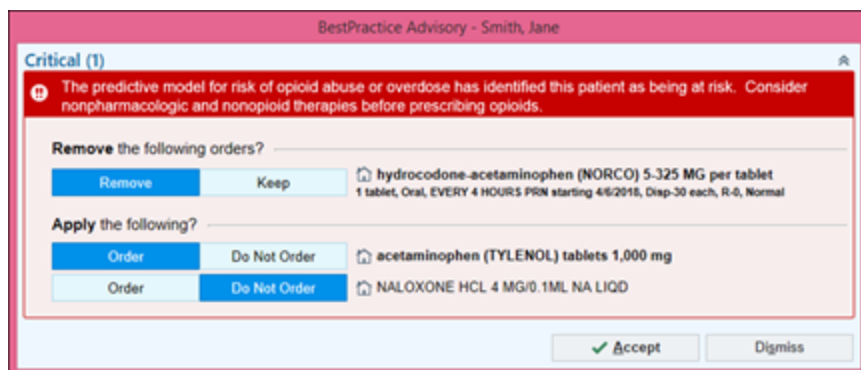 BestPractice Advisory - Smith, Jane
Critical (1)
The predictive model for risk of opioid abuse or overdose has identified this patient as being at risk. Consider
nonpharmacologic and nonopioid therapies before prescribing opioids.
Remove the following orders?
Remove Keep hydrocodone-acetaminophen (NORCO) 5-325 MG per tablet
1 tablet, Oral, EVERY 4 HOURS PRN starting 4/6/2018, Disp-30 each, R-0, Normal
Apply the following?
Order Do Not Order acetaminophen (TYLENOL) tablets 1,000 mg
Order Do Not Order NALOXONE HCL 4 MG/0.1ML NA LIQD
Accept Dismiss